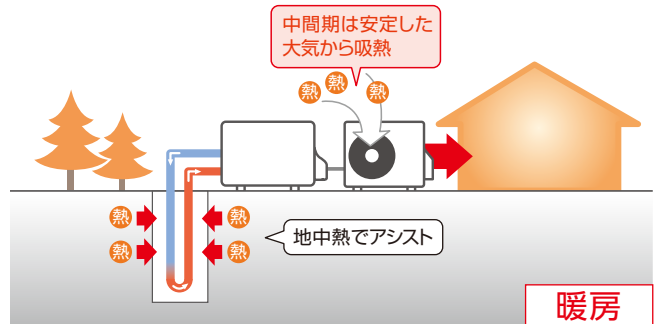 中間期は安定した
大気から吸熱
熱 熱 熱
熱 熱
熱 熱
地中熱でアシスト
暖房